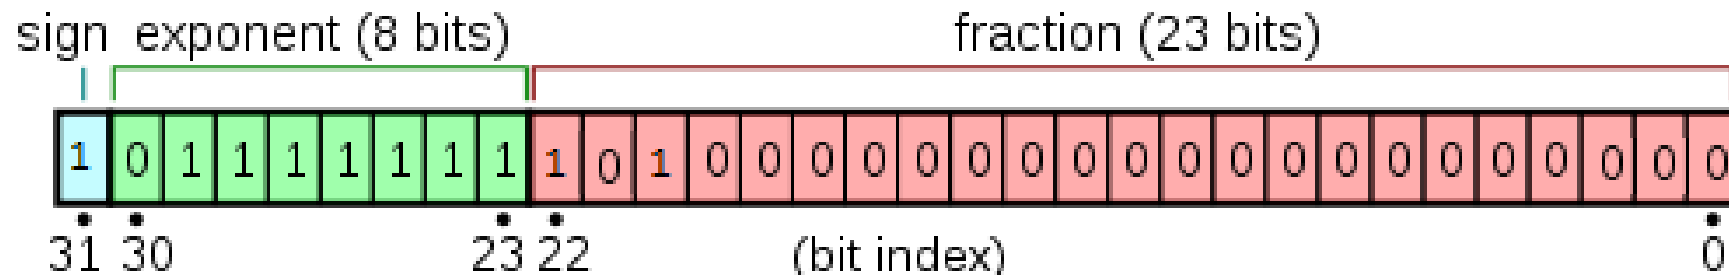 sign exponent (8 bits) fraction (23 bits)
1 0 1 1 1 1 1 1 1 1 0 1 0 0 0 0 0 0 0 0 0 0 0 0 0 0 0 0 0 0 0 0
31 30 23 22 (bit index) 0